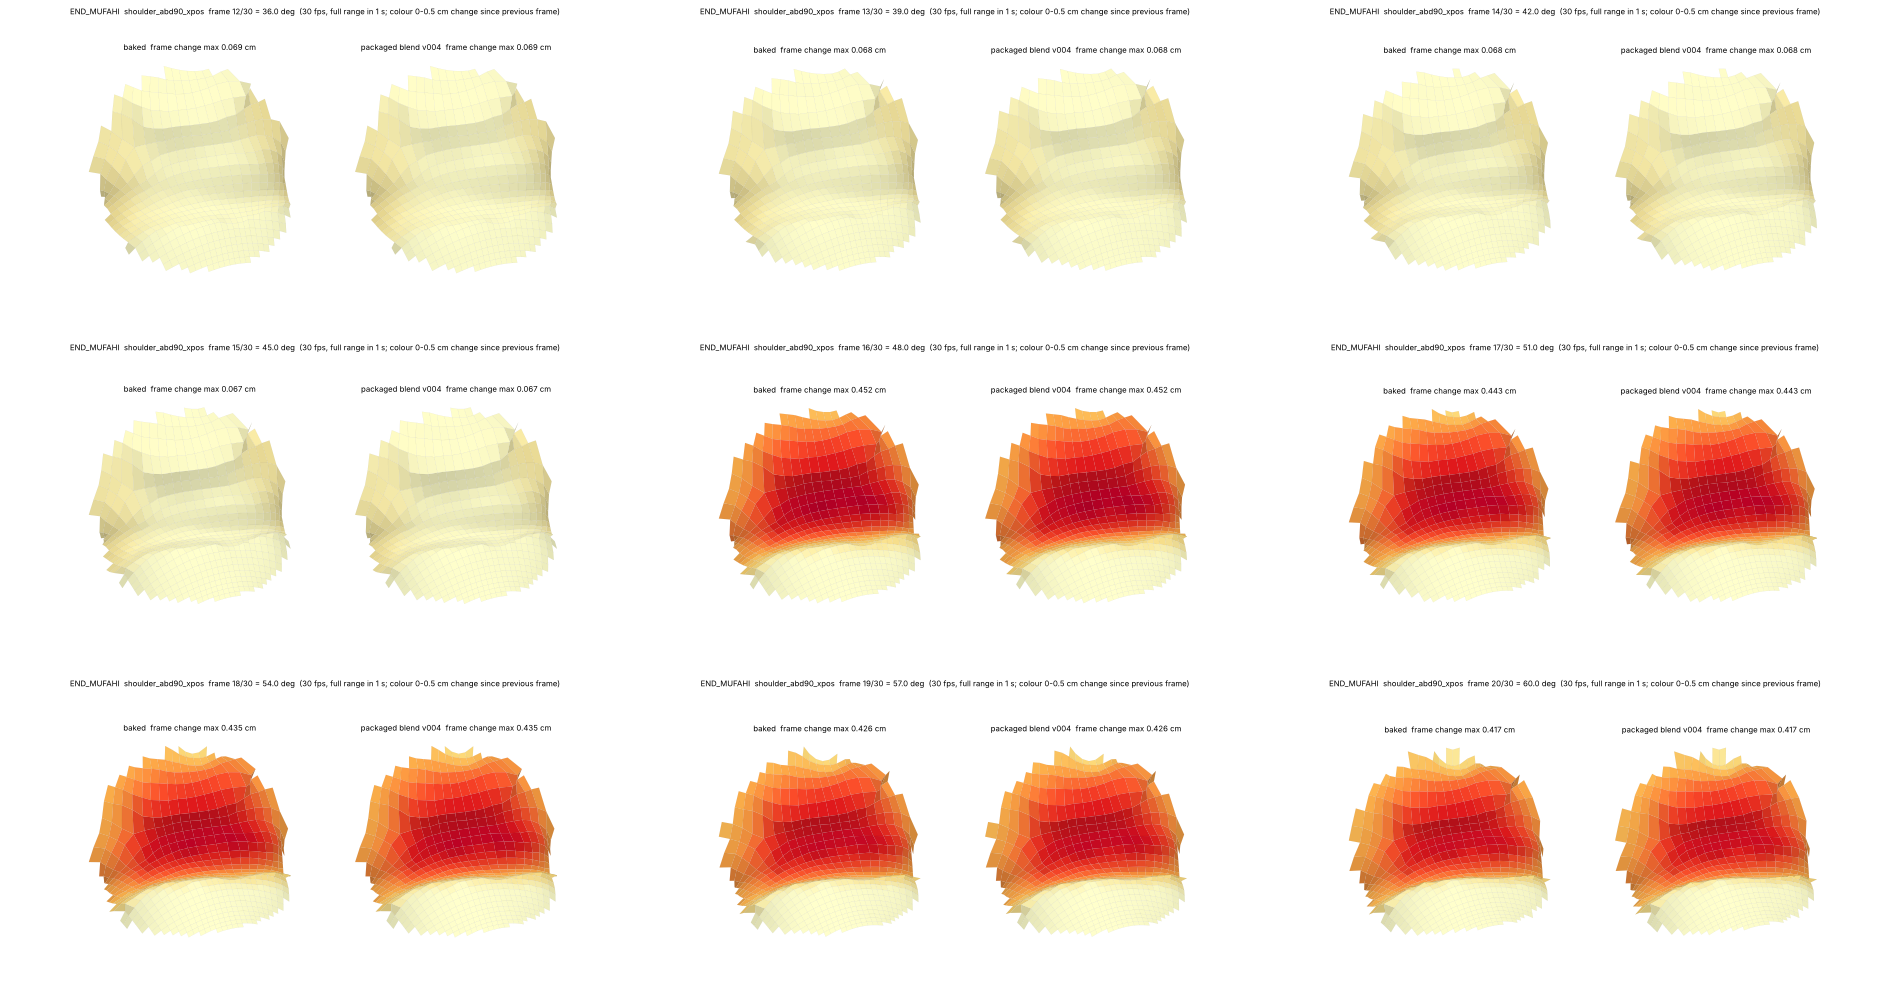 END_MUFAHI shoulder_abd90_xpos frame 12/30 = 36.0 deg (30 fps, full range in 1 s; colour 0-0.5 cm change since previous frame)
baked frame change max 0.069 cm
packaged blend v004 frame change max 0.069 cm
END_MUFAHI shoulder_abd90_xpos frame 13/30 = 39.0 deg (30 fps, full range in 1 s; colour 0-0.5 cm change since previous frame)
baked frame change max 0.068 cm
packaged blend v004 frame change max 0.068 cm
END_MUFAHI shoulder_abd90_xpos frame 14/30 = 42.0 deg (30 fps, full range in 1 s; colour 0-0.5 cm change since previous frame)
baked frame change max 0.068 cm
packaged blend v004 frame change max 0.068 cm
END_MUFAHI shoulder_abd90_xpos frame 15/30 = 45.0 deg (30 fps, full range in 1 s; colour 0-0.5 cm change since previous frame)
baked frame change max 0.067 cm
packaged blend v004 frame change max 0.067 cm
END_MUFAHI shoulder_abd90_xpos frame 16/30 = 48.0 deg (30 fps, full range in 1 s; colour 0-0.5 cm change since previous frame)
baked frame change max 0.452 cm
packaged blend v004 frame change max 0.452 cm
END_MUFAHI shoulder_abd90_xpos frame 17/30 = 51.0 deg (30 fps, full range in 1 s; colour 0-0.5 cm change since previous frame)
baked frame change max 0.443 cm
packaged blend v004 frame change max 0.443 cm
END_MUFAHI shoulder_abd90_xpos frame 18/30 = 54.0 deg (30 fps, full range in 1 s; colour 0-0.5 cm change since previous frame)
baked frame change max 0.435 cm
packaged blend v004 frame change max 0.435 cm
END_MUFAHI shoulder_abd90_xpos frame 19/30 = 57.0 deg (30 fps, full range in 1 s; colour 0-0.5 cm change since previous frame)
baked frame change max 0.426 cm
packaged blend v004 frame change max 0.426 cm
END_MUFAHI shoulder_abd90_xpos frame 20/30 = 60.0 deg (30 fps, full range in 1 s; colour 0-0.5 cm change since previous frame)
baked frame change max 0.417 cm
packaged blend v004 frame change max 0.417 cm